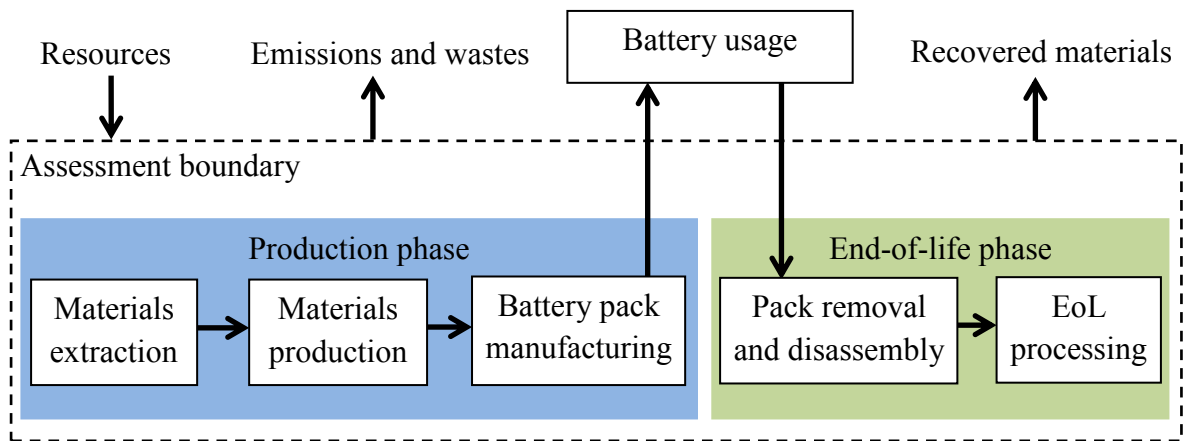 Resources
Emissions and wastes
Battery usage
Recovered materials
Assessment boundary
Production phase
Materials
extraction
Materials
production
Battery pack
manufacturing
End-of-life phase
Pack removal
and disassembly
EoL
processing